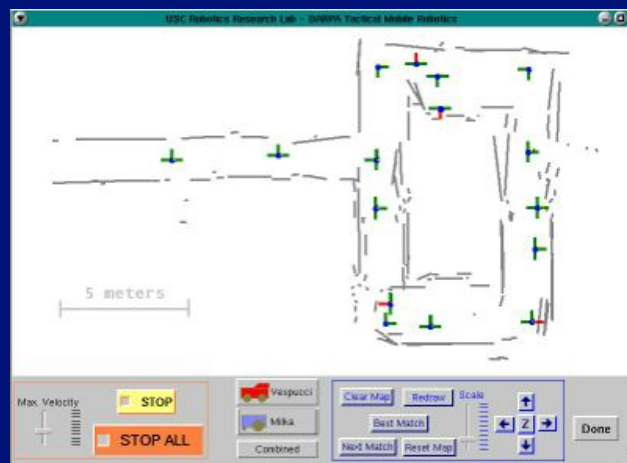 USC Robotics Research Lab - DARPA Tactical Mobile Robotics
5 meters
Max. Velocity
STOP
STOP ALL
Vespucci
Milka
Combined
Clear Map
Redraw
Scale
Best Match
Z
Next Match
Reset Map
Done